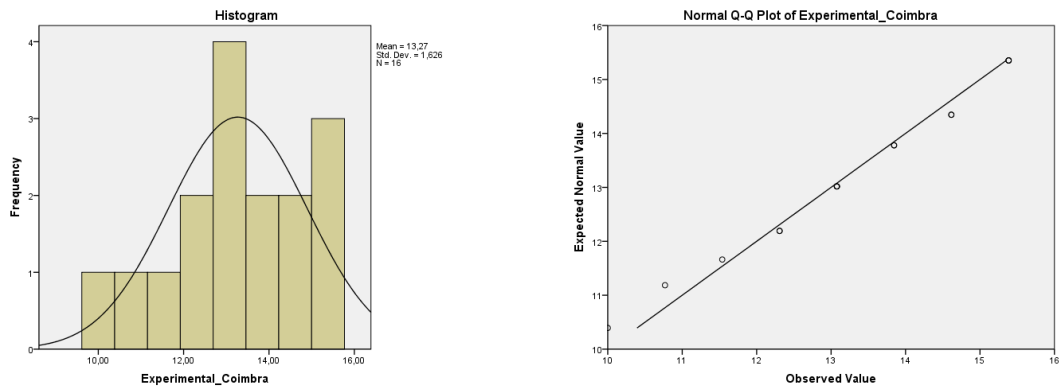 Histogram
Mean = 13,27
Std. Dev. = 1,626
N = 16
Frequency
4
3
2
1
0
10,00 12,00 14,00 16,00
Experimental_Coimbra
Normal Q-Q Plot of Experimental_Coimbra
Expected Normal Value
16
15
14
13
12
11
10
10 11 12 13 14 15 16
Observed Value